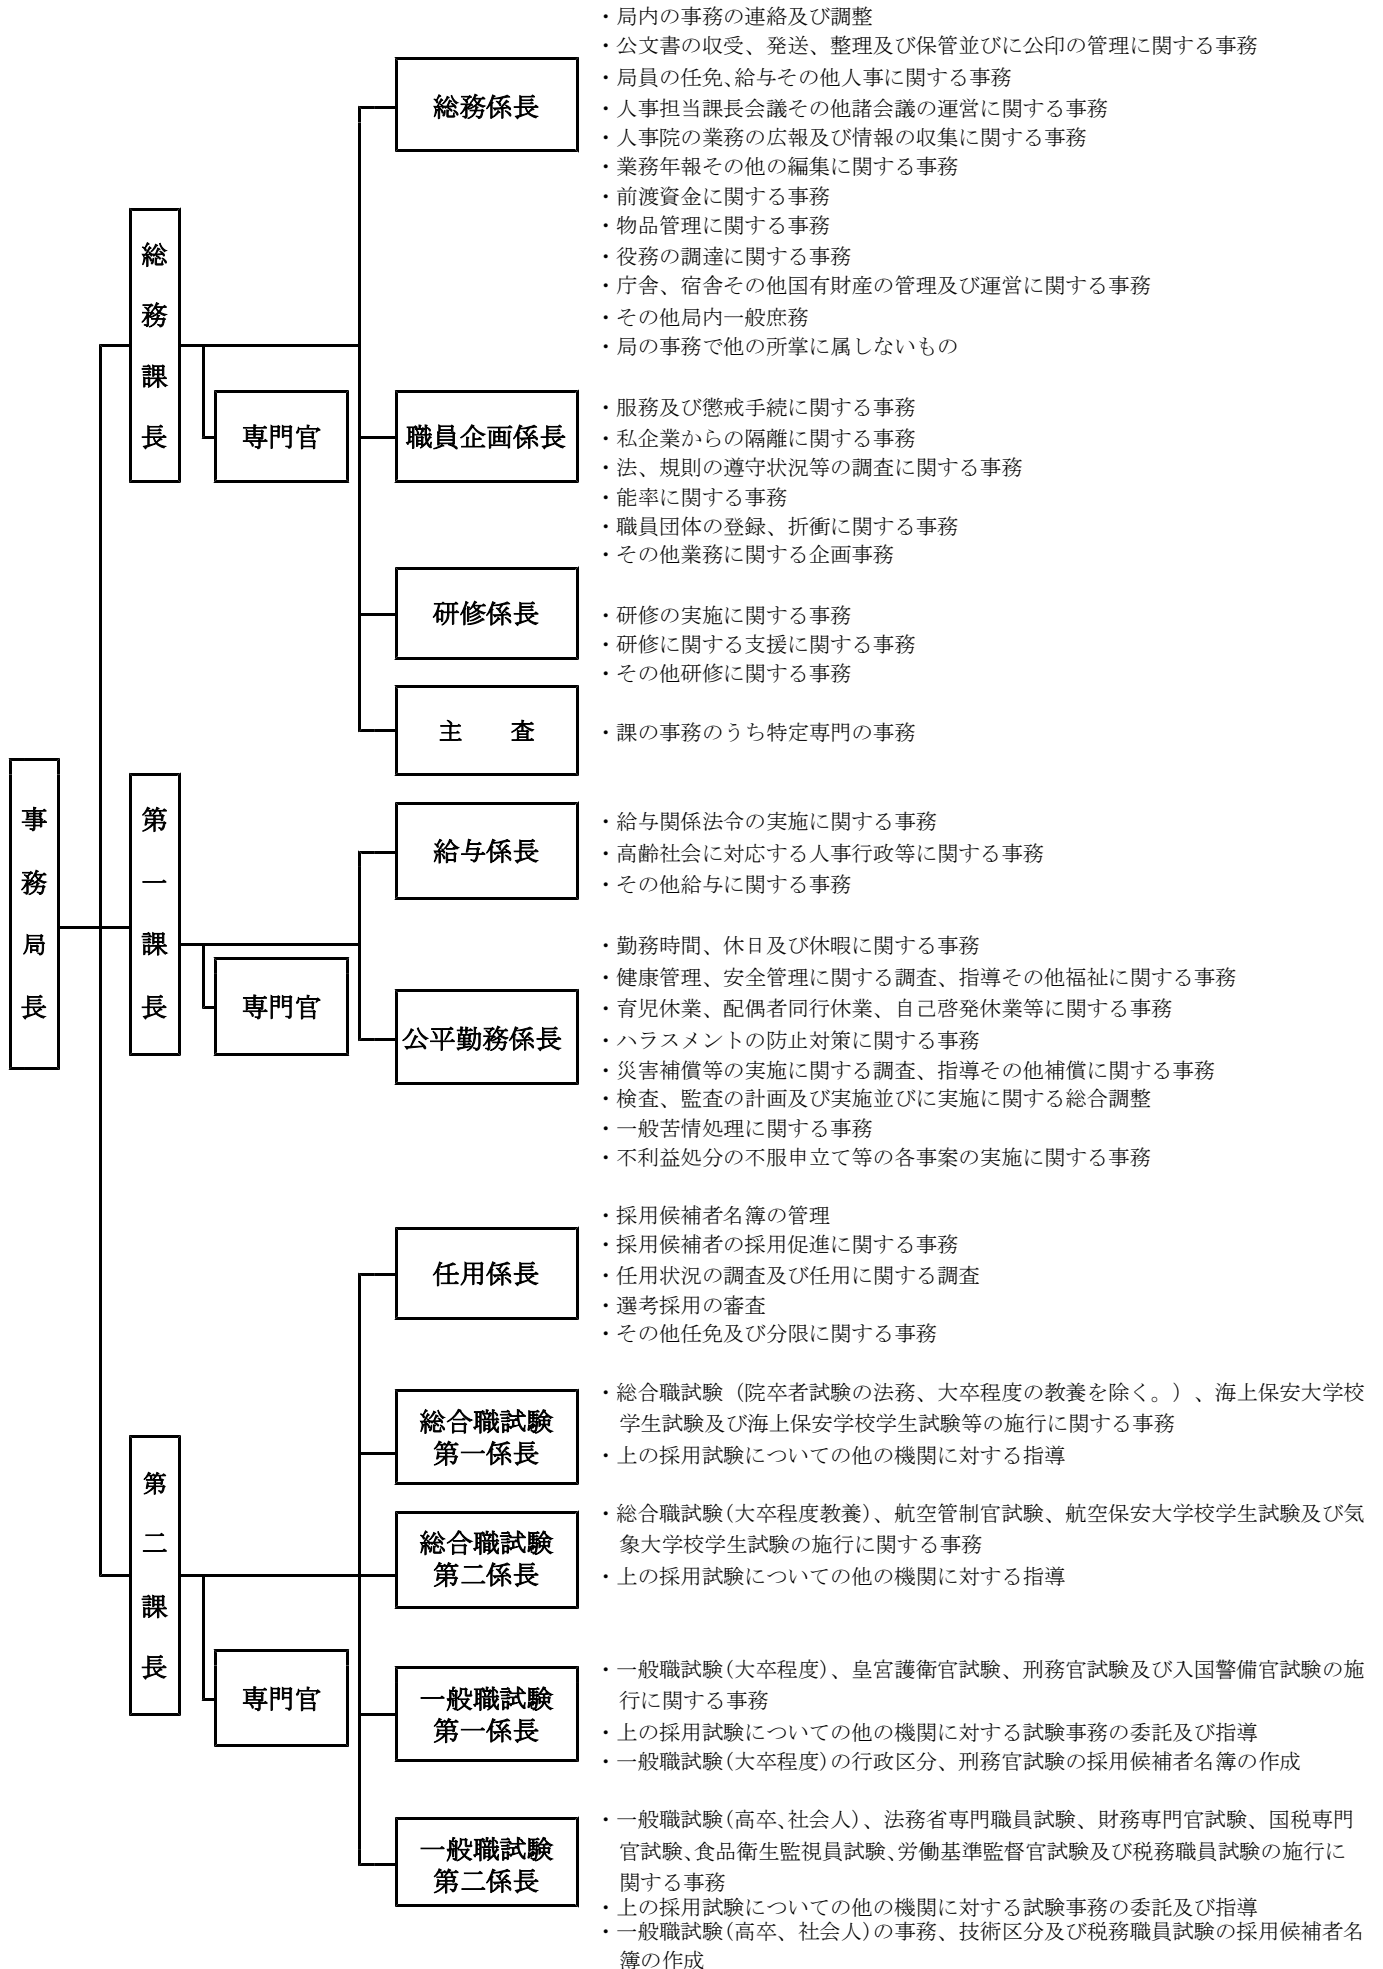 事務局長
総務課長
専門官
総務係長
・局内の事務の連絡及び調整
・公文書の収受、発送、整理及び保管並びに公印の管理に関する事務
・局員の任免、給与その他人事に関する事務
・人事担当課長会議その他諸会議の運営に関する事務
・人事院の業務の広報及び情報の収集に関する事務
・業務年報その他の編集に関する事務
・前渡資金に関する事務
・物品管理に関する事務
・役務の調達に関する事務
・庁舎、宿舎その他国有財産の管理及び運営に関する事務
・その他局内一般庶務
・局の事務で他の所掌に属しないもの
職員企画係長
・服務及び懲戒手続に関する事務
・私企業からの隔離に関する事務
・法、規則の遵守状況等の調査に関する事務
・能率に関する事務
・職員団体の登録、折衝に関する事務
・その他業務に関する企画事務
研修係長
・研修の実施に関する事務
・研修に関する支援に関する事務
・その他研修に関する事務
主　査
・課の事務のうち特定専門の事務
第一課長
専門官
給与係長
・給与関係法令の実施に関する事務
・高齢社会に対応する人事行政等に関する事務
・その他給与に関する事務
公平勤務係長
・勤務時間、休日及び休暇に関する事務
・健康管理、安全管理に関する調査、指導その他福祉に関する事務
・育児休業、配偶者同行休業、自己啓発休業等に関する事務
・ハラスメントの防止対策に関する事務
・災害補償等の実施に関する調査、指導その他補償に関する事務
・検査、監査の計画及び実施並びに実施に関する総合調整
・一般苦情処理に関する事務
・不利益処分の不服申立て等の各事案の実施に関する事務
第二課長
専門官
任用係長
・採用候補者名簿の管理
・採用候補者の採用促進に関する事務
・任用状況の調査及び任用に関する調査
・選考採用の審査
・その他任免及び分限に関する事務
総合職試験
第一係長
・総合職試験（院卒者試験の法務、大卒程度の教養を除く。）、海上保安大学校
学生試験及び海上保安学校学生試験等の施行に関する事務
・上の採用試験についての他の機関に対する指導
総合職試験
第二係長
・総合職試験(大卒程度教養)、航空管制官試験、航空保安大学校学生試験及び気
象大学校学生試験の施行に関する事務
・上の採用試験についての他の機関に対する指導
一般職試験
第一係長
・一般職試験(大卒程度)、皇宮護衛官試験、刑務官試験及び入国警備官試験の施
行に関する事務
・上の採用試験についての他の機関に対する試験事務の委託及び指導
・一般職試験(大卒程度)の行政区分、刑務官試験の採用候補者名簿の作成
一般職試験
第二係長
・一般職試験(高卒、社会人)、法務省専門職員試験、財務専門官試験、国税専門
官試験、食品衛生監視員試験、労働基準監督官試験及び税務職員試験の施行に
関する事務
・上の採用試験についての他の機関に対する試験事務の委託及び指導
・一般職試験(高卒、社会人)の事務、技術区分及び税務職員試験の採用候補者名
簿の作成